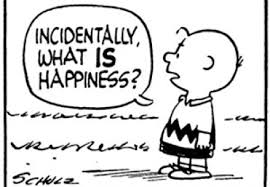 INCIDENTALLY,
WHAT IS
HAPPINESS?
SCHULZ